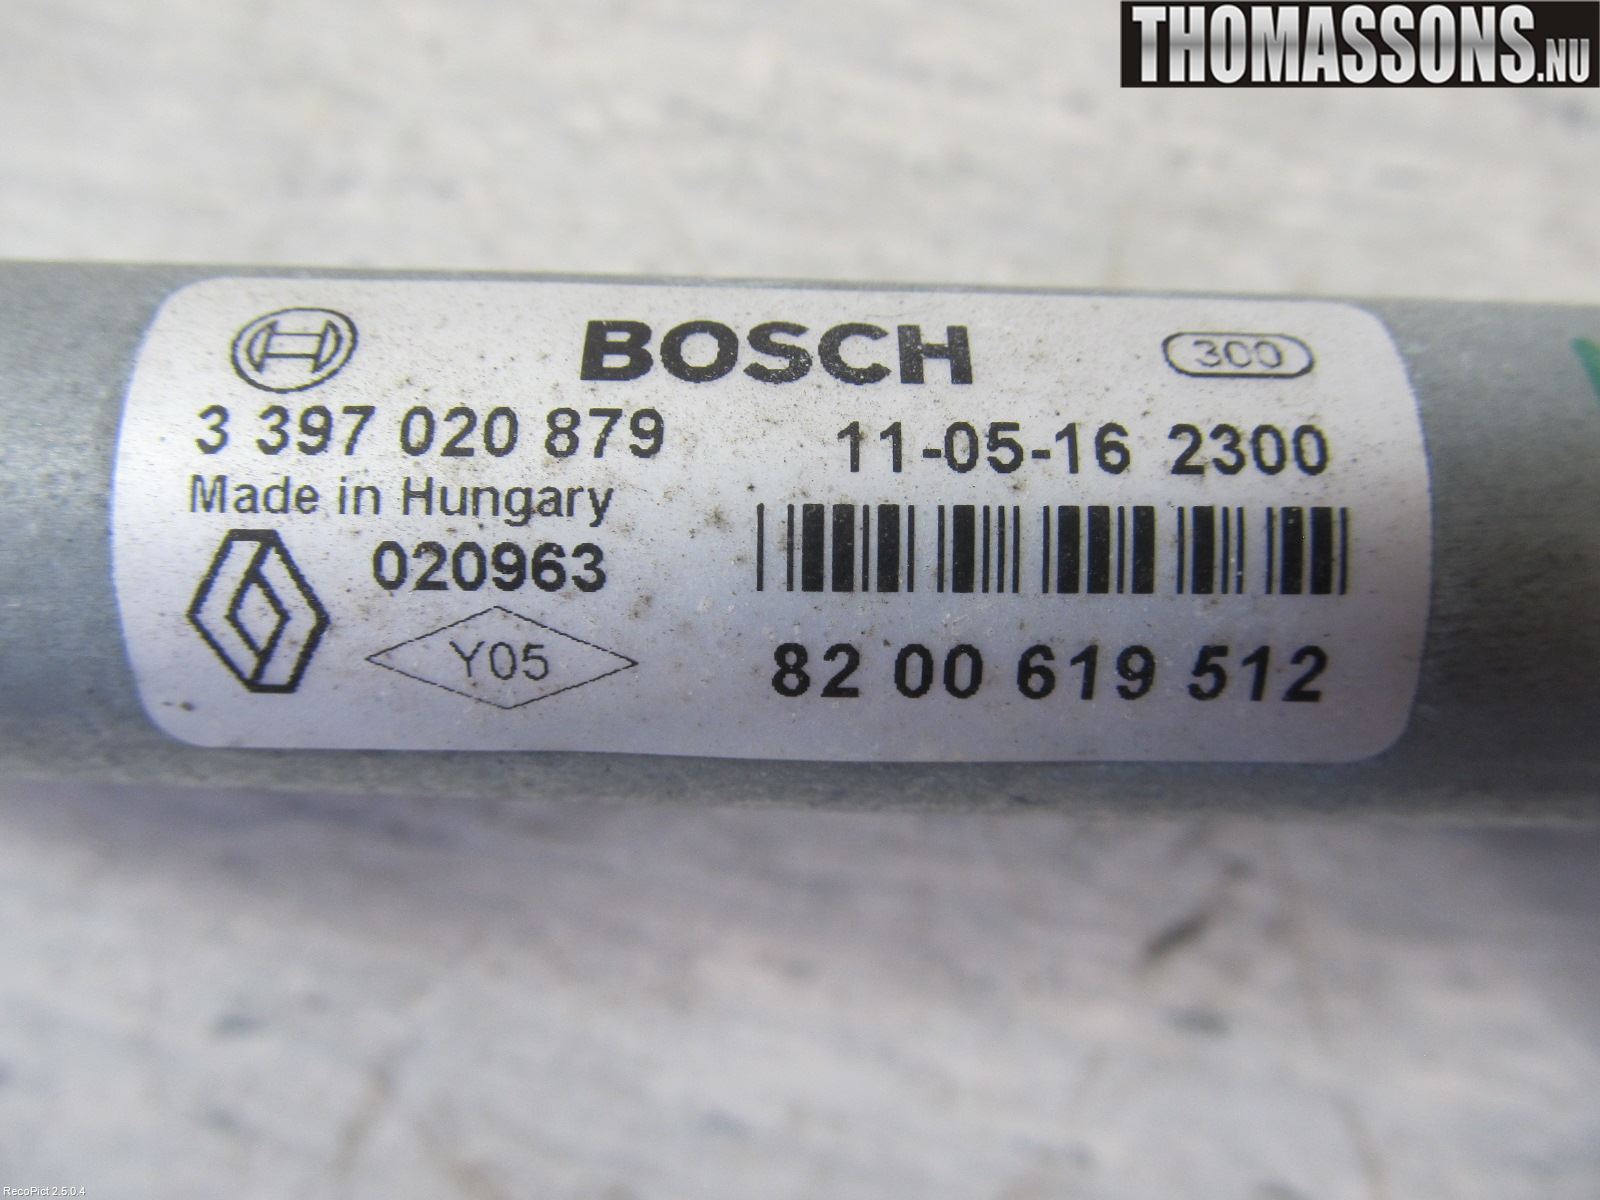 THOMASSONS.NU
BOSCH
300
3 397 020 879
11-05-16 2300
Made in Hungary
020963
Y05
82 00 619 512
RecoPict 2.5.0.4